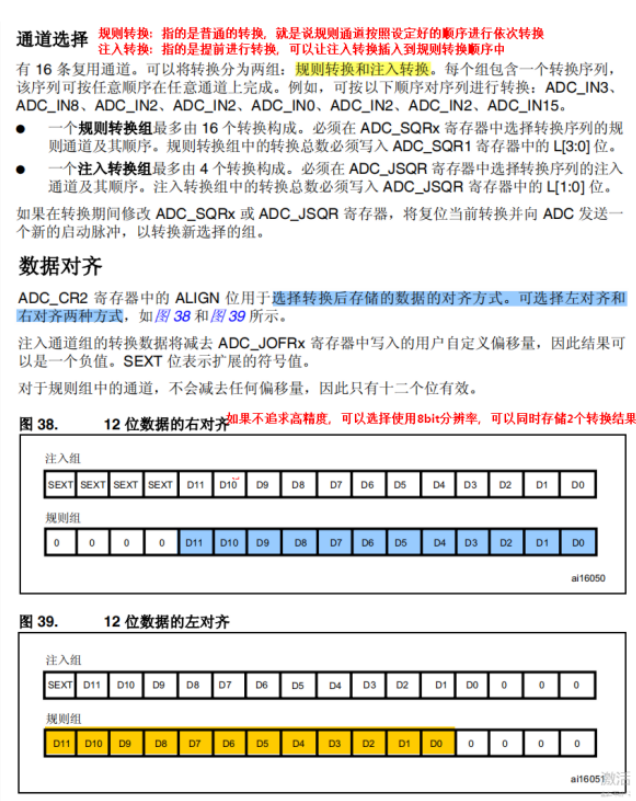 通道选择
规则转换：指的是普通的转换，就是说规则通道按照设定好的顺序进行依次转换
注入转换：指的是提前进行转换，可以让注入转换插入到规则转换顺序中
有 16 条复用通道。可以将转换分为两组：规则转换和注入转换。每个组包含一个转换序列，
该序列可按任意顺序在任意通道上完成。例如，可按以下顺序对序列进行转换：ADC_IN3、
ADC_IN8、ADC_IN2、ADC_IN2、ADC_IN0、ADC_IN2、ADC_IN2、ADC_IN15。
● 一个规则转换组最多由 16 个转换构成。必须在 ADC_SQRx 寄存器中选择转换序列的规
则通道及其顺序。规则转换组中的转换总数必须写入 ADC_SQR1 寄存器中的 L[3:0] 位。
● 一个注入转换组最多由 4 个转换构成。必须在 ADC_JSQR 寄存器中选择转换序列的注入
通道及其顺序。注入转换组中的转换总数必须写入 ADC_JSQR 寄存器中的 L[1:0] 位。
如果在转换期间修改 ADC_SQRx 或 ADC_JSQR 寄存器，将复位当前转换并向 ADC 发送一
个新的启动脉冲，以转换新选择的组。
数据对齐
ADC_CR2 寄存器中的 ALIGN 位用于选择转换后存储的数据的对齐方式。可选择左对齐和
右对齐两种方式，如图 38 和图 39 所示。
注入通道组的转换数据将减去 ADC_JOFRx 寄存器中写入的用户自定义偏移量，因此结果可
以是一个负值。SEXT 位表示扩展的符号值。
对于规则组中的通道，不会减去任何偏移量，因此只有十二个位有效。
图 38. 12 位数据的右对齐
如果不追求高精度，可以选择使用8bit分辨率，可以同时存储2个转换结果
注入组
SEXT SEXT SEXT SEXT D11 D10 D9 D8 D7 D6 D5 D4 D3 D2 D1 D0
规则组
0 0 0 0 D11 D10 D9 D8 D7 D6 D5 D4 D3 D2 D1 D0
ai16050
图 39. 12 位数据的左对齐
注入组
SEXT D11 D10 D9 D8 D7 D6 D5 D4 D3 D2 D1 D0 0 0 0
规则组
D11 D10 D9 D8 D7 D6 D5 D4 D3 D2 D1 D0 0 0 0 0
ai16051
激活